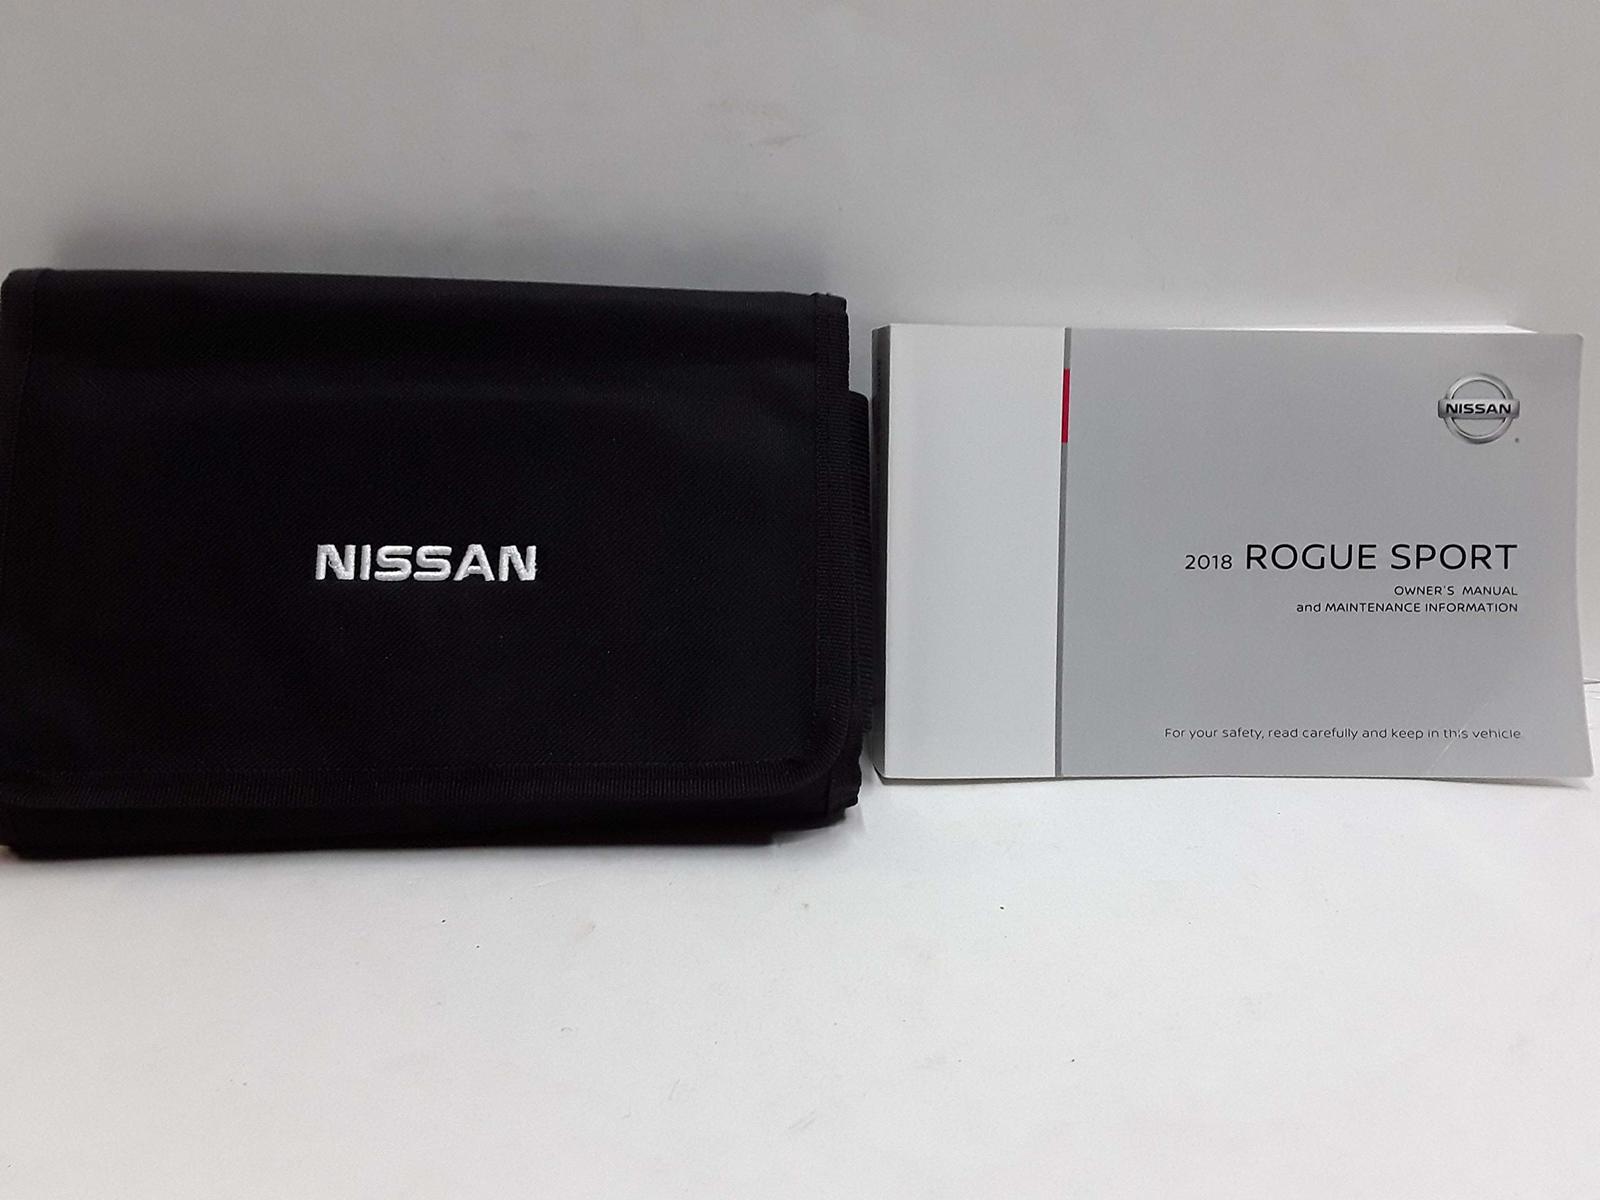 NISSAN
NISSAN
2018 ROGUE SPORT
OWNER'S MANUAL
and MAINTENANCE INFORMATION
For your safety, read carefully and keep in this vehicle.